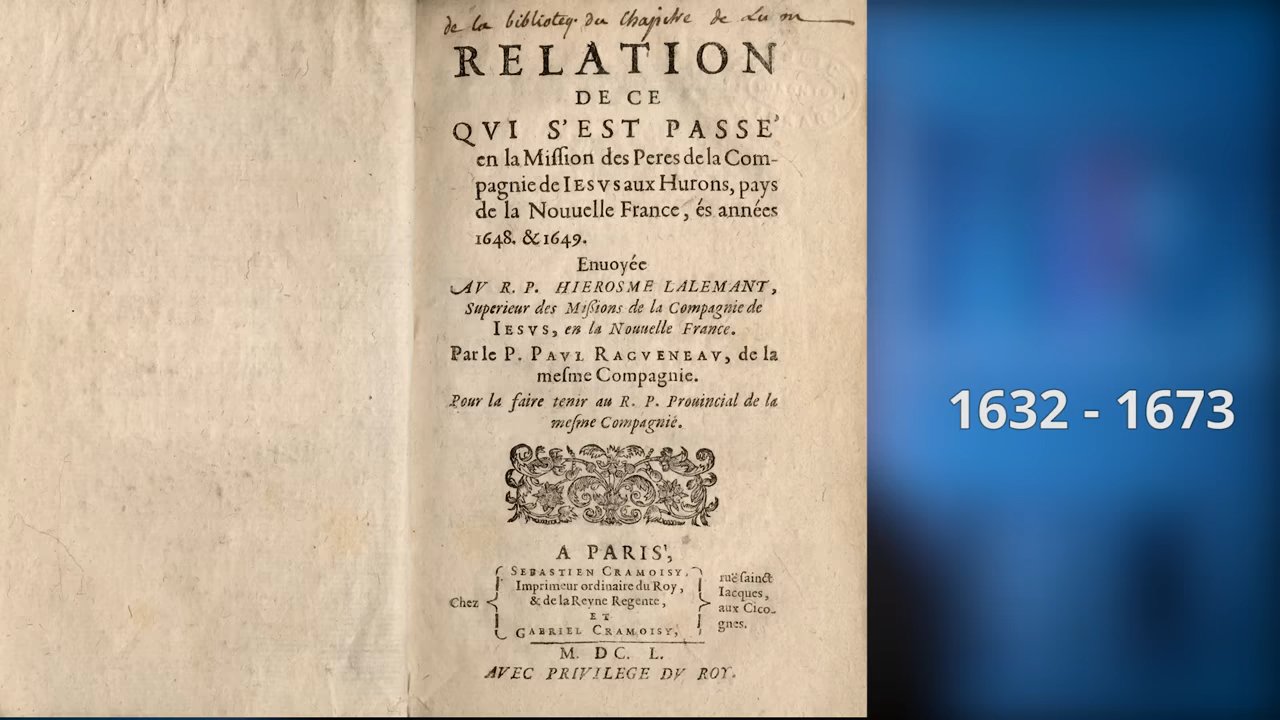 de la biblioteq. du Chapitre de
RELATION
DE CE
QVI S'EST PASSE'
en la Miſſion des Peres de la Com-
pagnie de IESVS aux Hurons, pays
de la Nouuelle France, és années
1648. & 1649.
Enuoyée
AV R. P. HIEROSME LALEMANT,
Superieur des Miſſions de la Compagnie de
IESVS, en la Nouuelle France.
Par le P. PAVL RAGVENEAV, de la
meſme Compagnie.
Pour la faire tenir au R. P. Prouincial de la
meſme Compagnie.
A PARIS,
Chez
SEBASTIEN CRAMOISY,
Imprimeur ordinaire du Roy,
& de la Reyne Regente,
ET
GABRIEL CRAMOISY,
ruë ſainct
Iacques,
aux Cico-
gnes.
M. DC. L.
AVEC PRIVILEGE DV ROY.
1632 - 1673